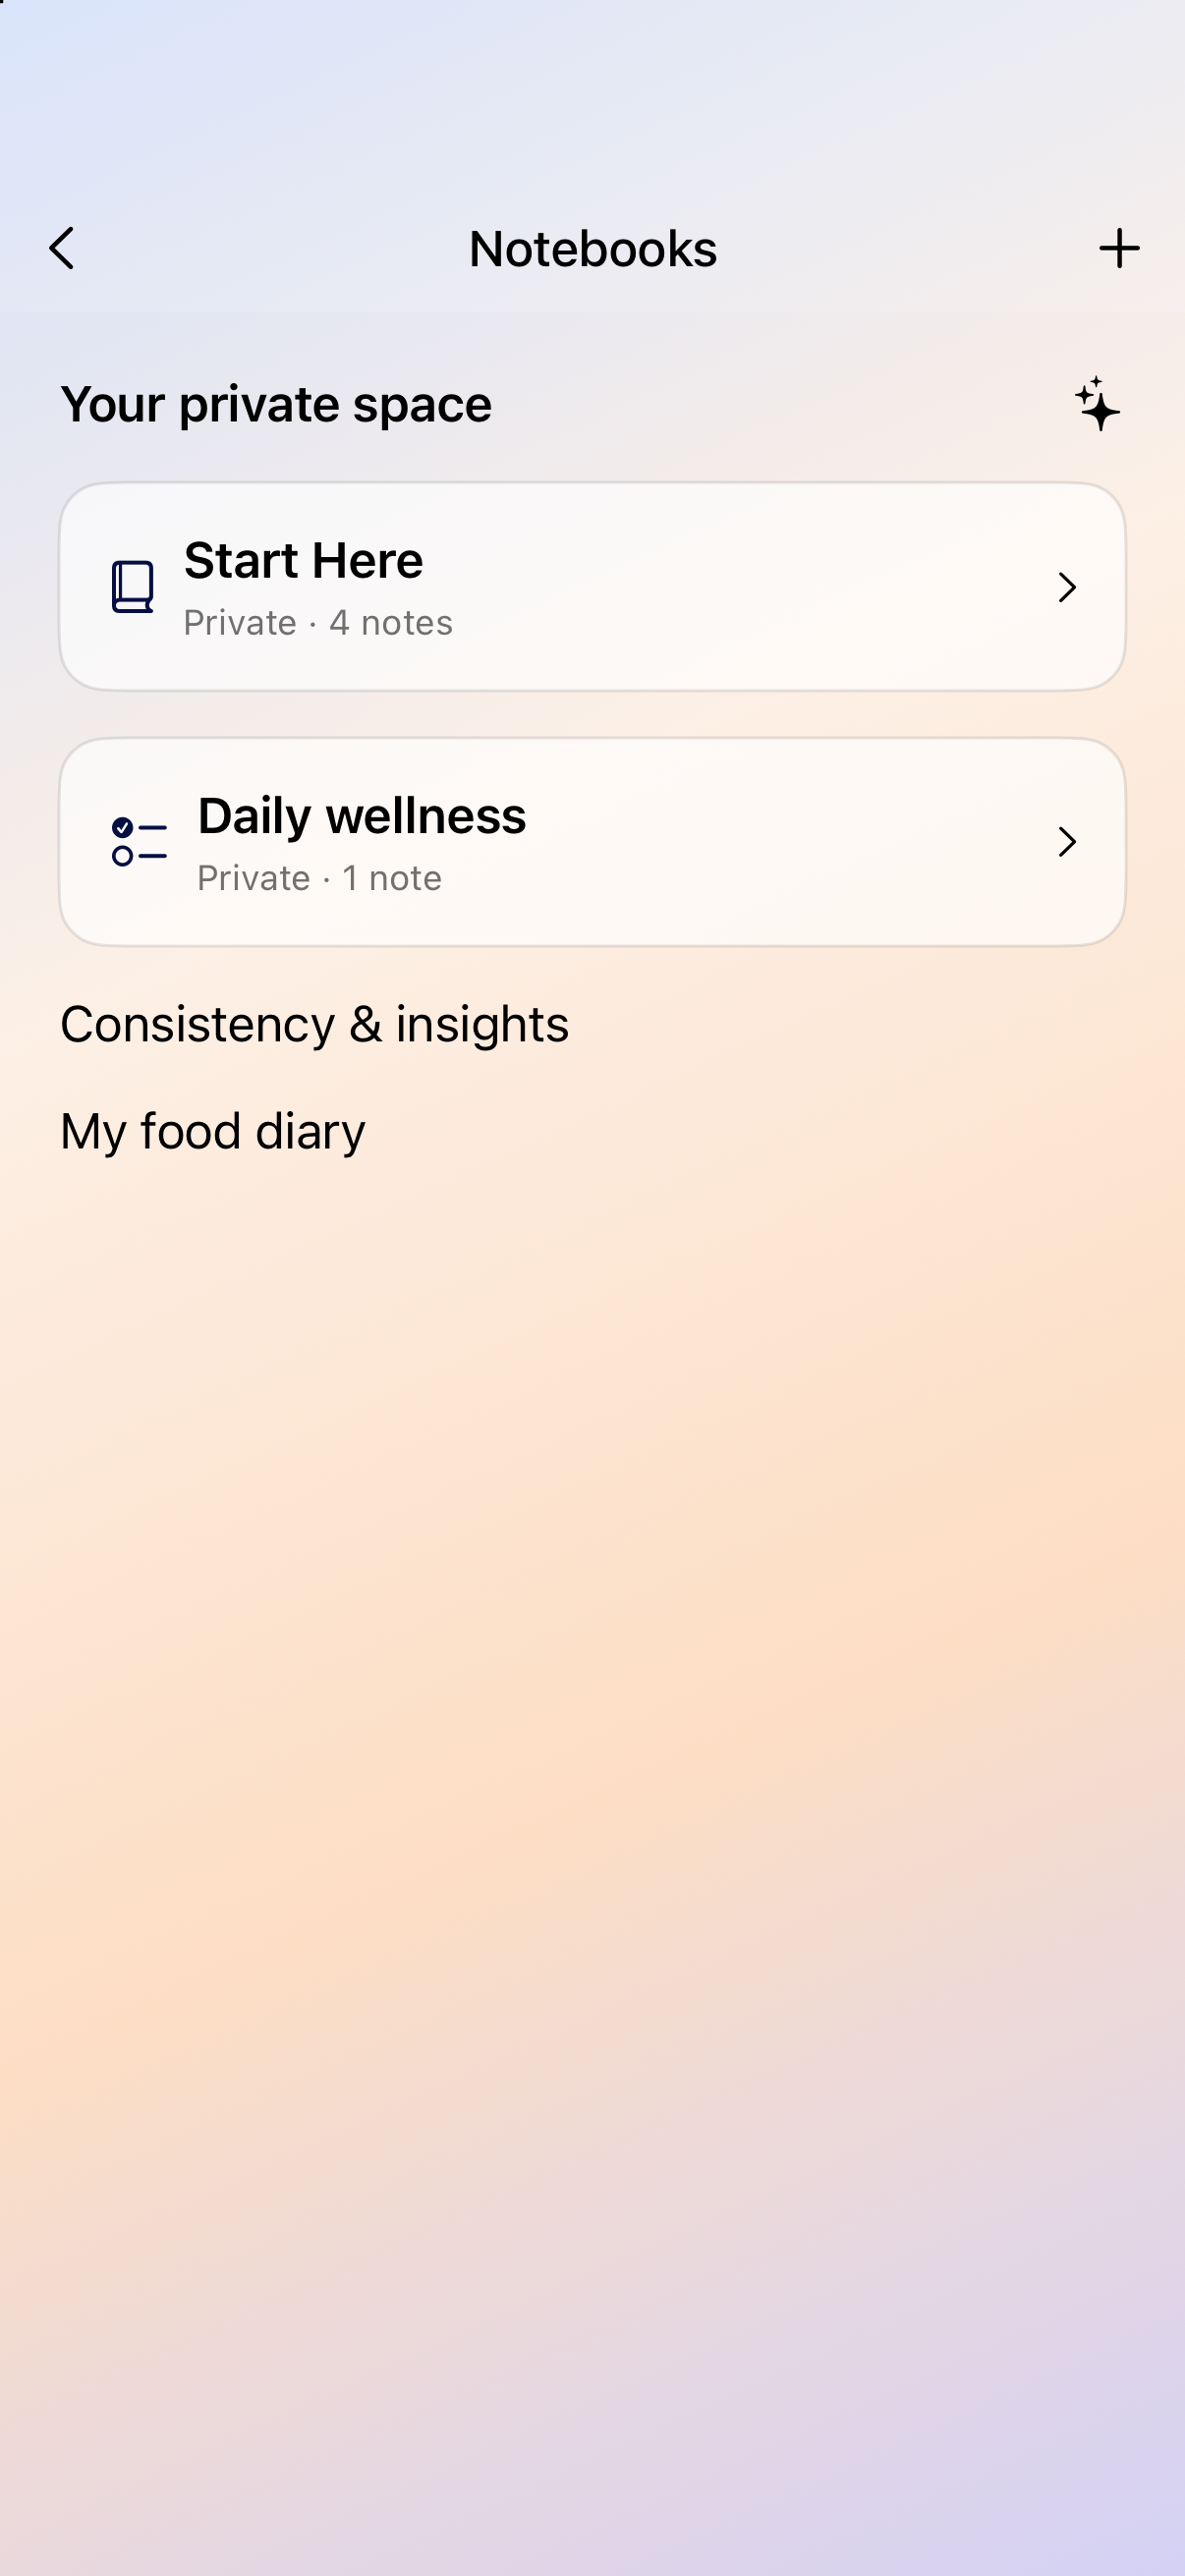 Notebooks
Your private space
Start Here
Private · 4 notes
Daily wellness
Private · 1 note
Consistency & insights
My food diary